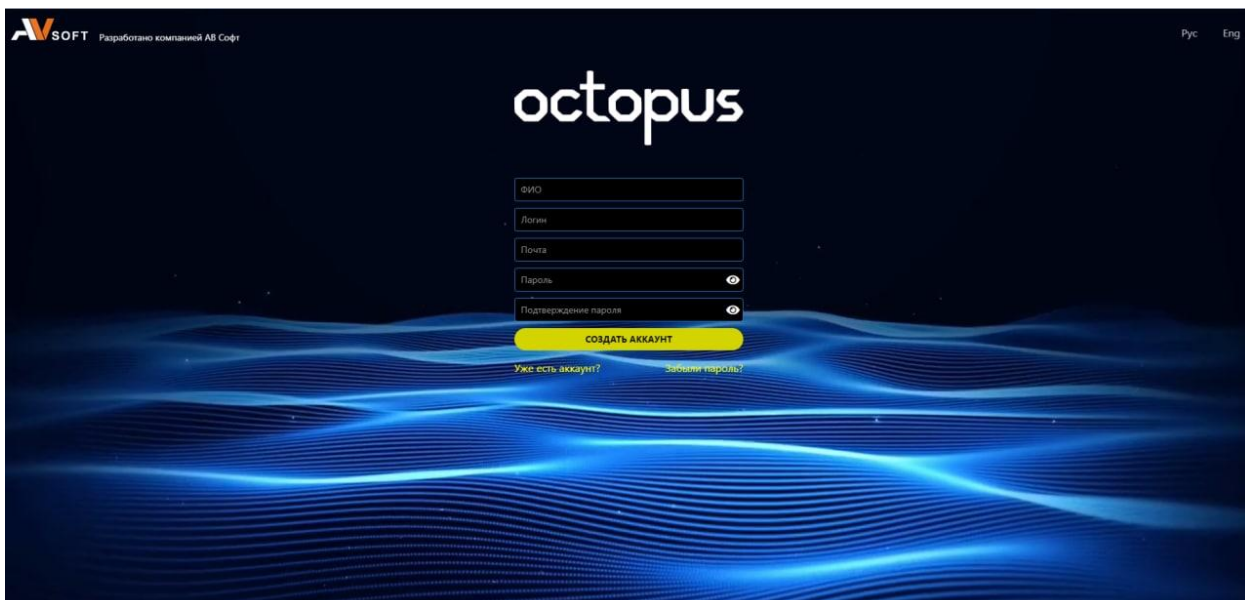 AVSOFT Разработано компанией АВ Софт
Рус Eng
octopus
ФИО
Логин
Почта
Пароль
Подтверждение пароля
СОЗДАТЬ АККАУНТ
Уже есть аккаунт? Забыли пароль?